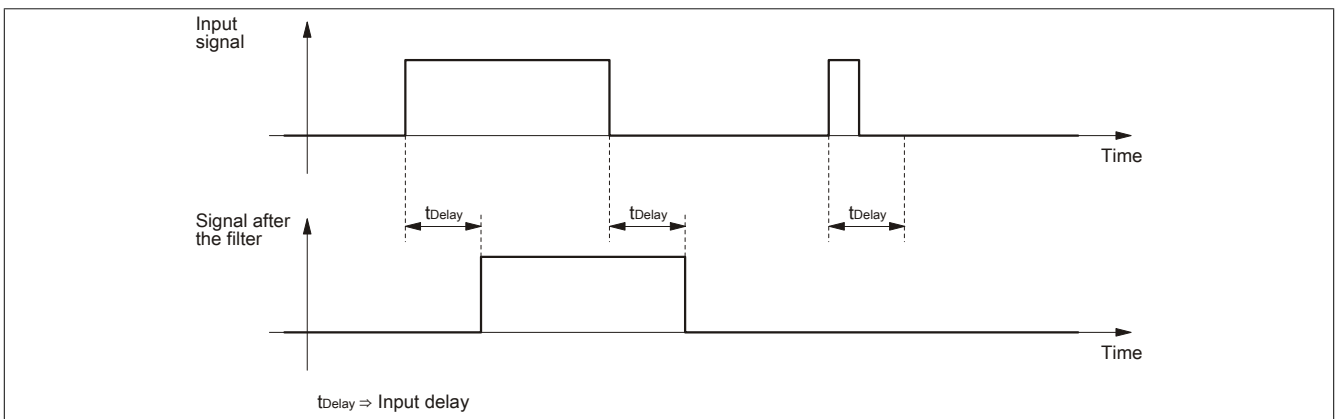 Input
signal
Time
tDelay
tDelay
tDelay
Signal after
the filter
Time
tDelay ⇒ Input delay